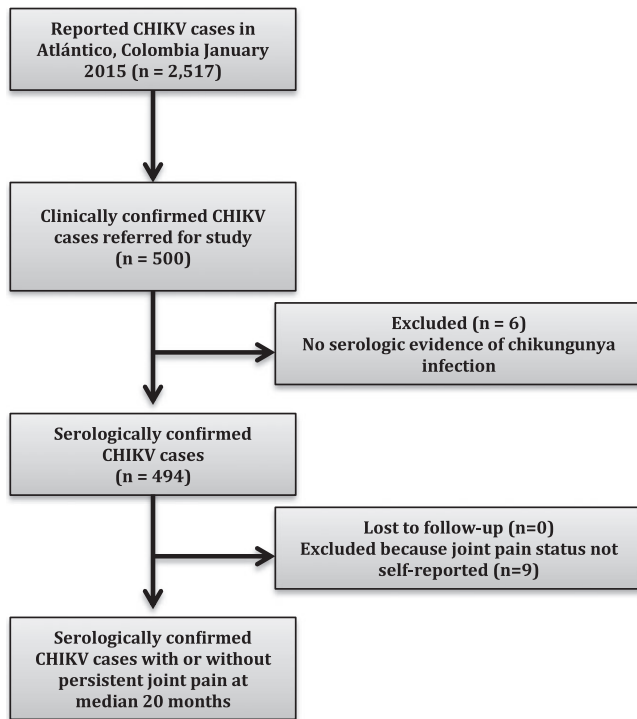 Reported CHIKV cases in
Atlántico, Colombia January
2015 (n = 2,517)
Clinically confirmed CHIKV
cases referred for study
(n = 500)
Excluded (n = 6)
No serologic evidence of chikungunya
infection
Serologically confirmed
CHIKV cases
(n = 494)
Lost to follow-up (n=0)
Excluded because joint pain status not
self-reported (n=9)
Serologically confirmed
CHIKV cases with or without
persistent joint pain at
median 20 months